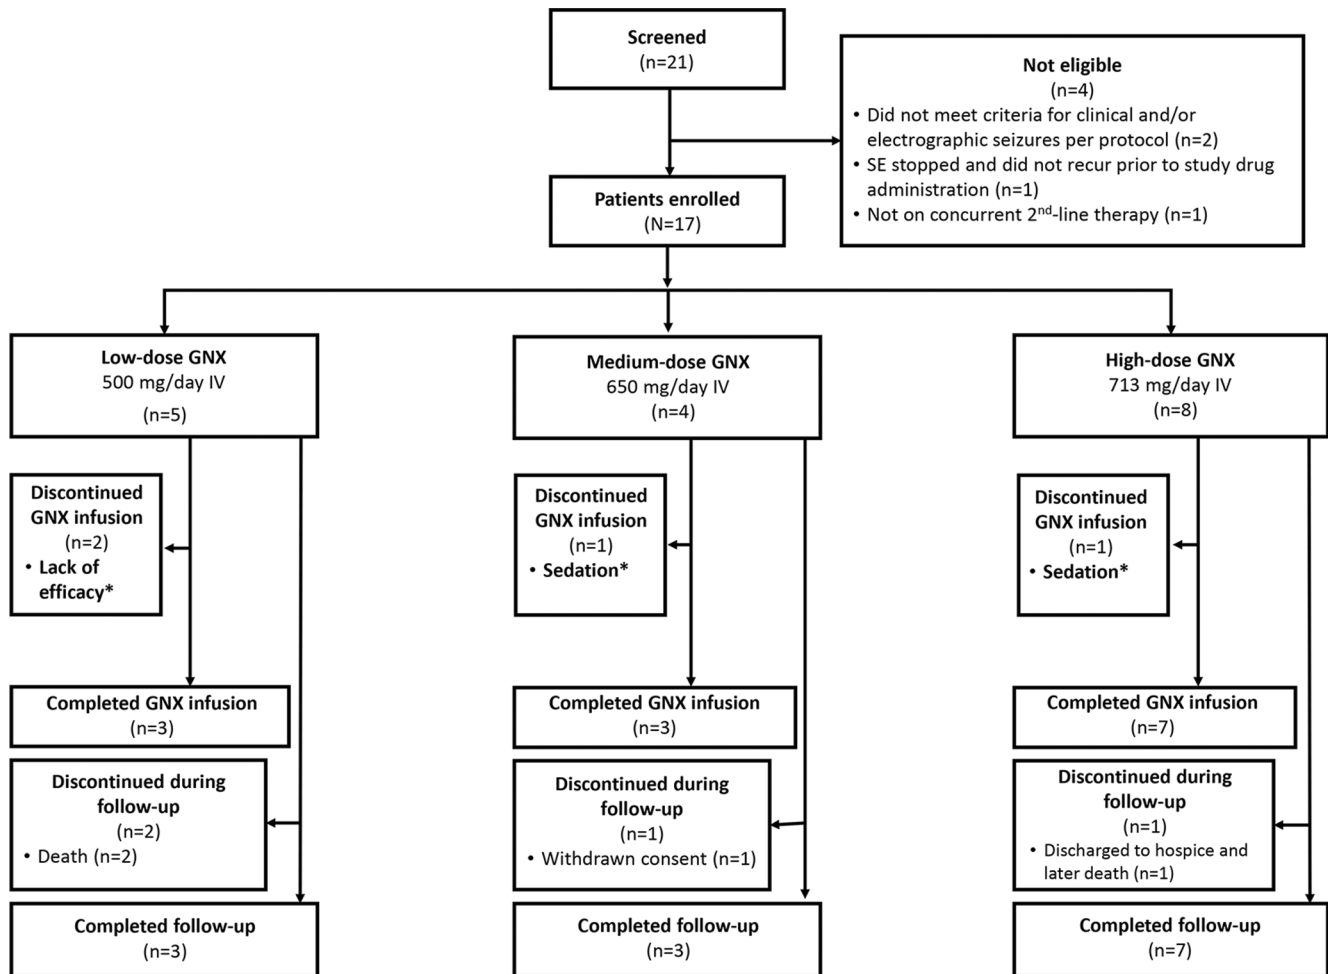 Screened
(n=21)
Not eligible
(n=4)
• Did not meet criteria for clinical and/or
electrographic seizures per protocol (n=2)
• SE stopped and did not recur prior to study drug
administration (n=1)
• Not on concurrent 2nd-line therapy (n=1)
Patients enrolled
(N=17)
Low-dose GNX
500 mg/day IV
(n=5)
Medium-dose GNX
650 mg/day IV
(n=4)
High-dose GNX
713 mg/day IV
(n=8)
Discontinued
GNX infusion
(n=2)
• Lack of
efficacy*
Discontinued
GNX infusion
(n=1)
• Sedation*
Discontinued
GNX infusion
(n=1)
• Sedation*
Completed GNX infusion
(n=3)
Completed GNX infusion
(n=3)
Completed GNX infusion
(n=7)
Discontinued during
follow-up
(n=2)
• Death (n=2)
Discontinued during
follow-up
(n=1)
• Withdrawn consent (n=1)
Discontinued during
follow-up
(n=1)
• Discharged to hospice and
later death (n=1)
Completed follow-up
(n=3)
Completed follow-up
(n=3)
Completed follow-up
(n=7)